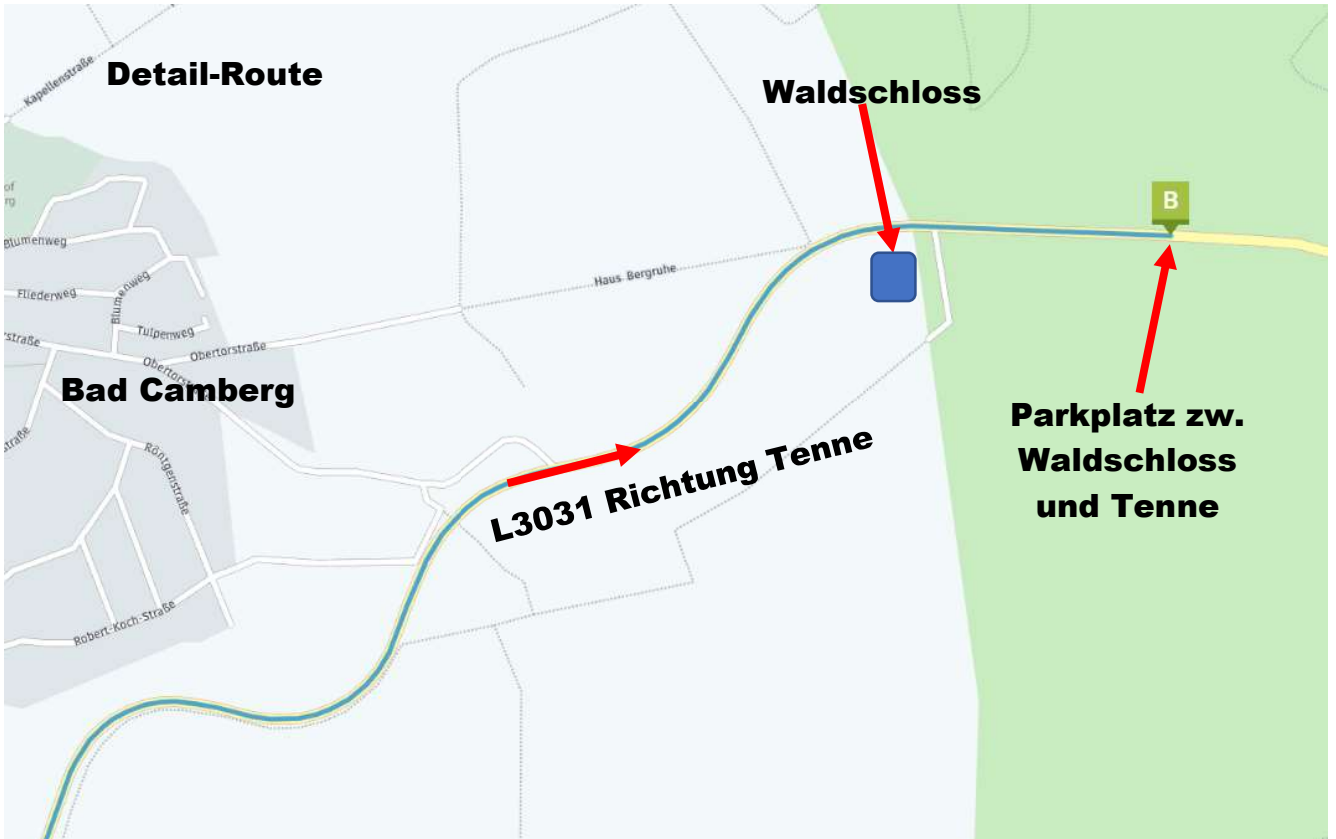 Kapellenstraße
Detail-Route
Waldschloss
B
Blumenweg
Haus Bergruhe
Fliederweg
Blumenweg
Tulpenweg
Obertorstraße
Bad Camberg
Parkplatz zw.
Waldschloss
und Tenne
L3031 Richtung Tenne
Röntgenstraße
Robert-Koch-Straße